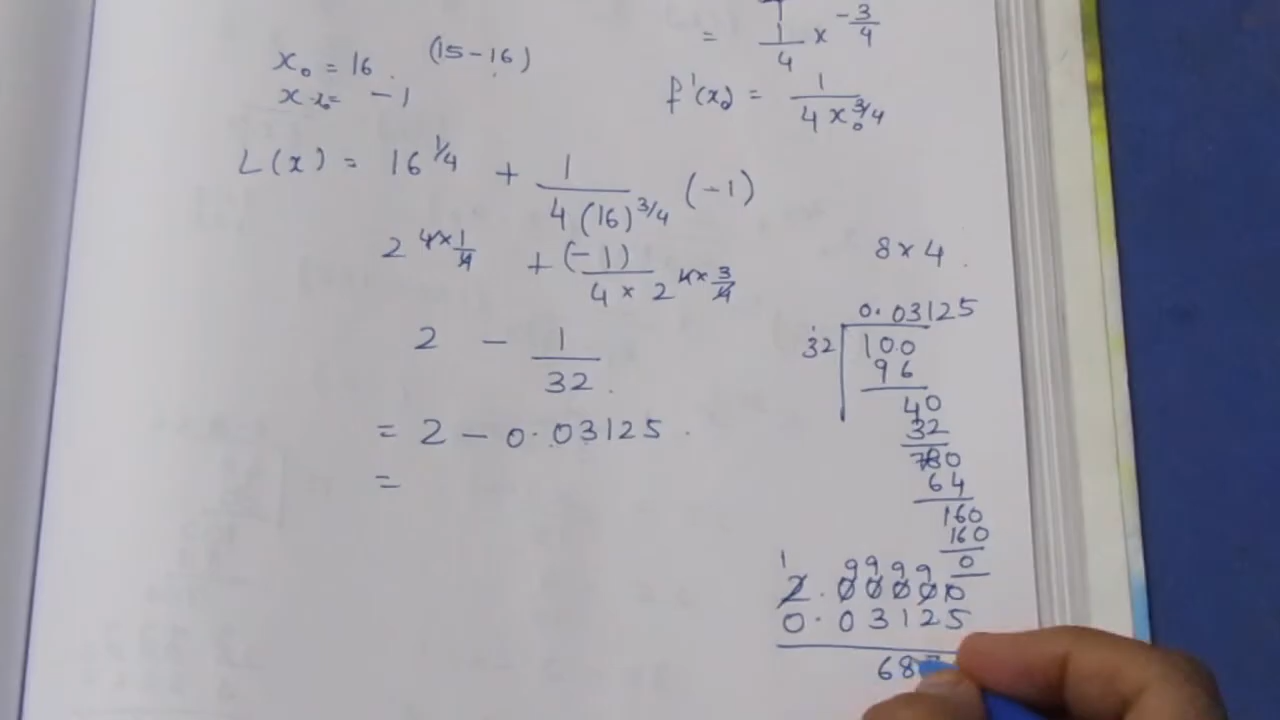 = 1/4 x^(-3/4)
x₀ = 16 (15-16)
x-x₀= -1
f'(x₀) = 1/(4 x₀^(3/4))
L(x) = 16^(1/4) + 1/(4(16)^(3/4)) (-1)
2^(4×1/4) + (-1)/(4×2^(4×3/4))
8×4
2 - 1/32
= 2 - 0.03125
=
0.03125
32 100
96
40
32
80
64
160
160
0
1 9999
2.00000
0.03125
68